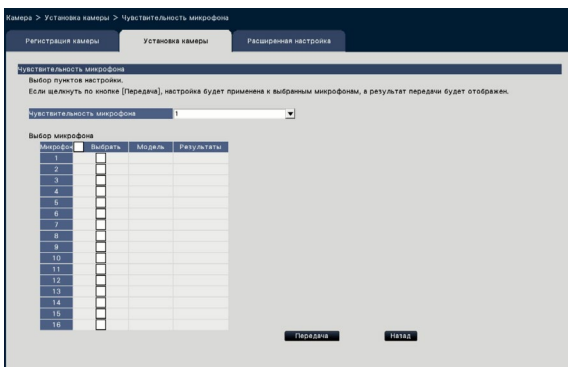 Камера > Установка камеры > Чувствительность микрофона
Регистрация камеры Установка камеры Расширенная настройка
Чувствительность микрофона
Выбор пунктов настройки.
Если щелкнуть по кнопке [Передача], настройка будет применена к выбранным микрофонам, а результат передачи будет отображен.
Чувствительность микрофона 1
Выбор микрофона
Микрофон Выбрать Модель Результаты
1
2
3
4
5
6
7
8
9
10
11
12
13
14
15
16
Передача Назад